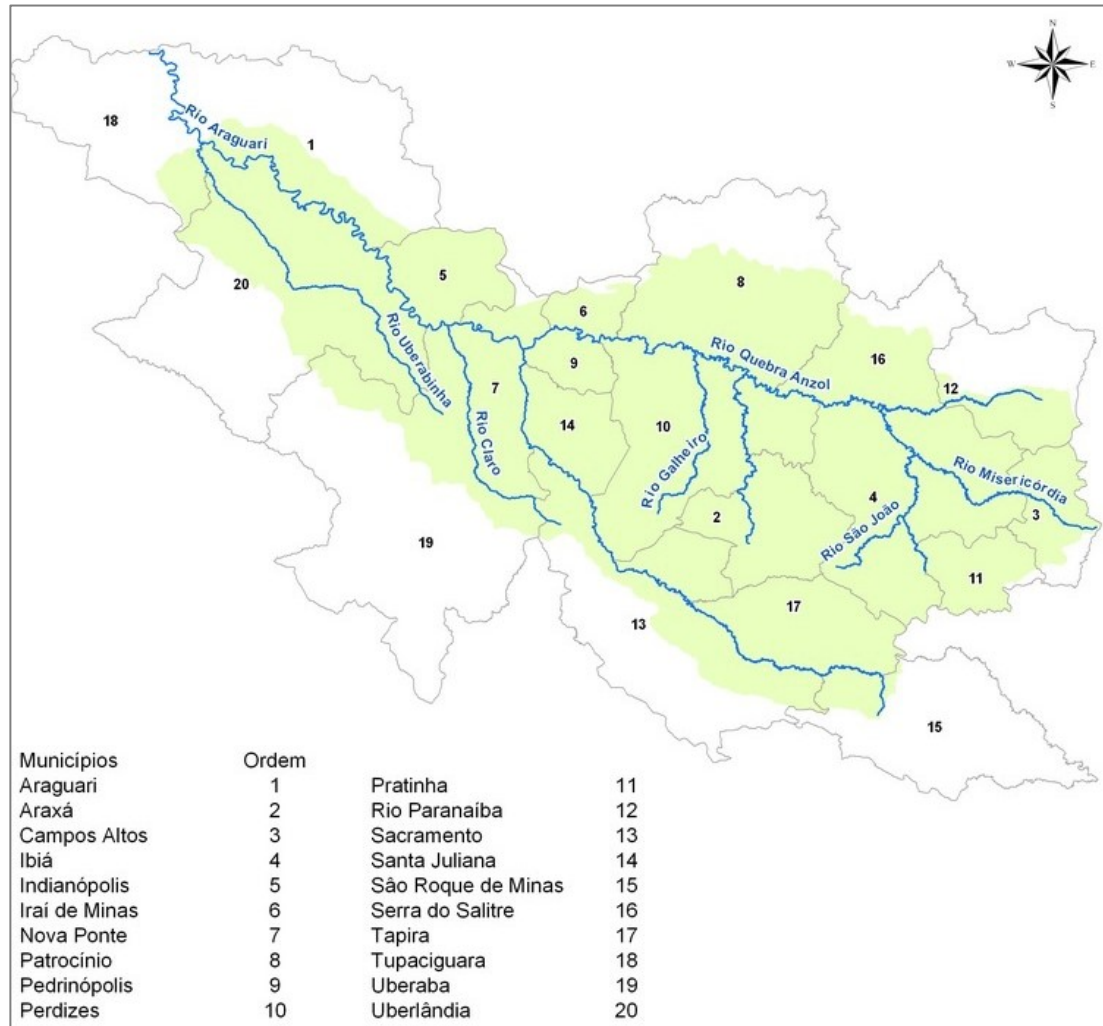 N
W E
S
18
Rio Araguari
1
5
20
8
6
Rio Uberabinha
Rio Quebra Anzol
16
9
12
7
14
10
Rio Claro
Rio Galheiro
Rio Misericórdia
4
3
2
19
Rio São João
11
17
13
15
Municípios Ordem
Araguari 1 Pratinha 11
Araxá 2 Rio Paranaíba 12
Campos Altos 3 Sacramento 13
Ibiá 4 Santa Juliana 14
Indianópolis 5 Sâo Roque de Minas 15
Iraí de Minas 6 Serra do Salitre 16
Nova Ponte 7 Tapira 17
Patrocínio 8 Tupaciguara 18
Pedrinópolis 9 Uberaba 19
Perdizes 10 Uberlândia 20